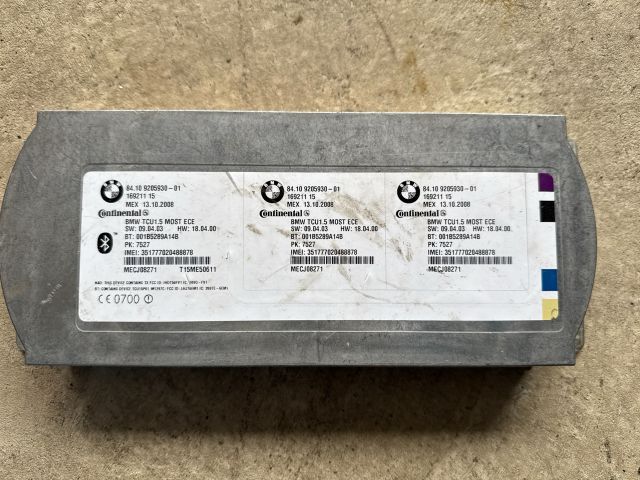 84.10 9205930-01
169211 15
MEX 13.10.2008
Continental
BMW TCU1.5 MOST ECE
SW: 09.04.03 HW: 18.04.00
BT: 001B5289A14B
PK: 7527
IMEI: 351777020488878
MECJ08271 T15ME50611
CE 0700
84.10 9205930-01
169211 15
MEX 13.10.2008
Continental
BMW TCU1.5 MOST ECE
SW: 09.04.03 HW: 18.04.00
BT: 001B5289A14B
PK: 7527
IMEI: 351777020488878
MECJ08271
84.10 9205930-01
169211 15
MEX 13.10.2008
Continental
BMW TCU1.5 MOST ECE
SW: 09.04.03 HW: 18.04.00
BT: 001B5289A14B
PK: 7527
IMEI: 351777020488878
MECJ08271